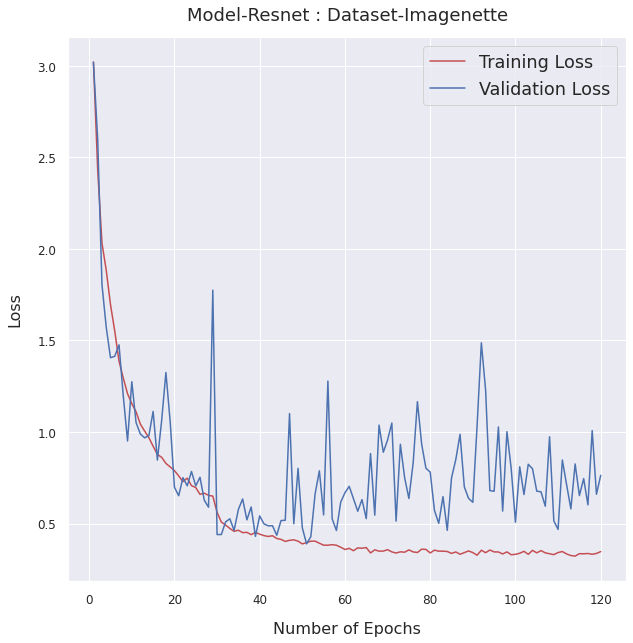 Model-Resnet : Dataset-Imagenette
Training Loss
Validation Loss
3.0
2.5
2.0
1.5
1.0
0.5
Loss
0 20 40 60 80 100 120
Number of Epochs